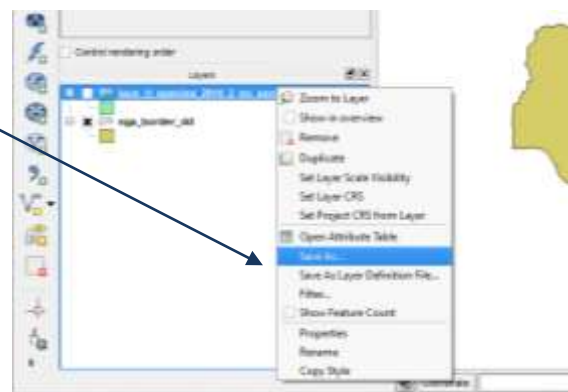 Control rendering order
Layers
nga_border_dd
Zoom to Layer
Show in overview
Remove
Duplicate
Set Layer Scale Visibility
Set Layer CRS
Set Project CRS from Layer
Open Attribute Table
Save As...
Save As Layer Definition File...
Filter...
Show Feature Count
Properties
Rename
Copy Style